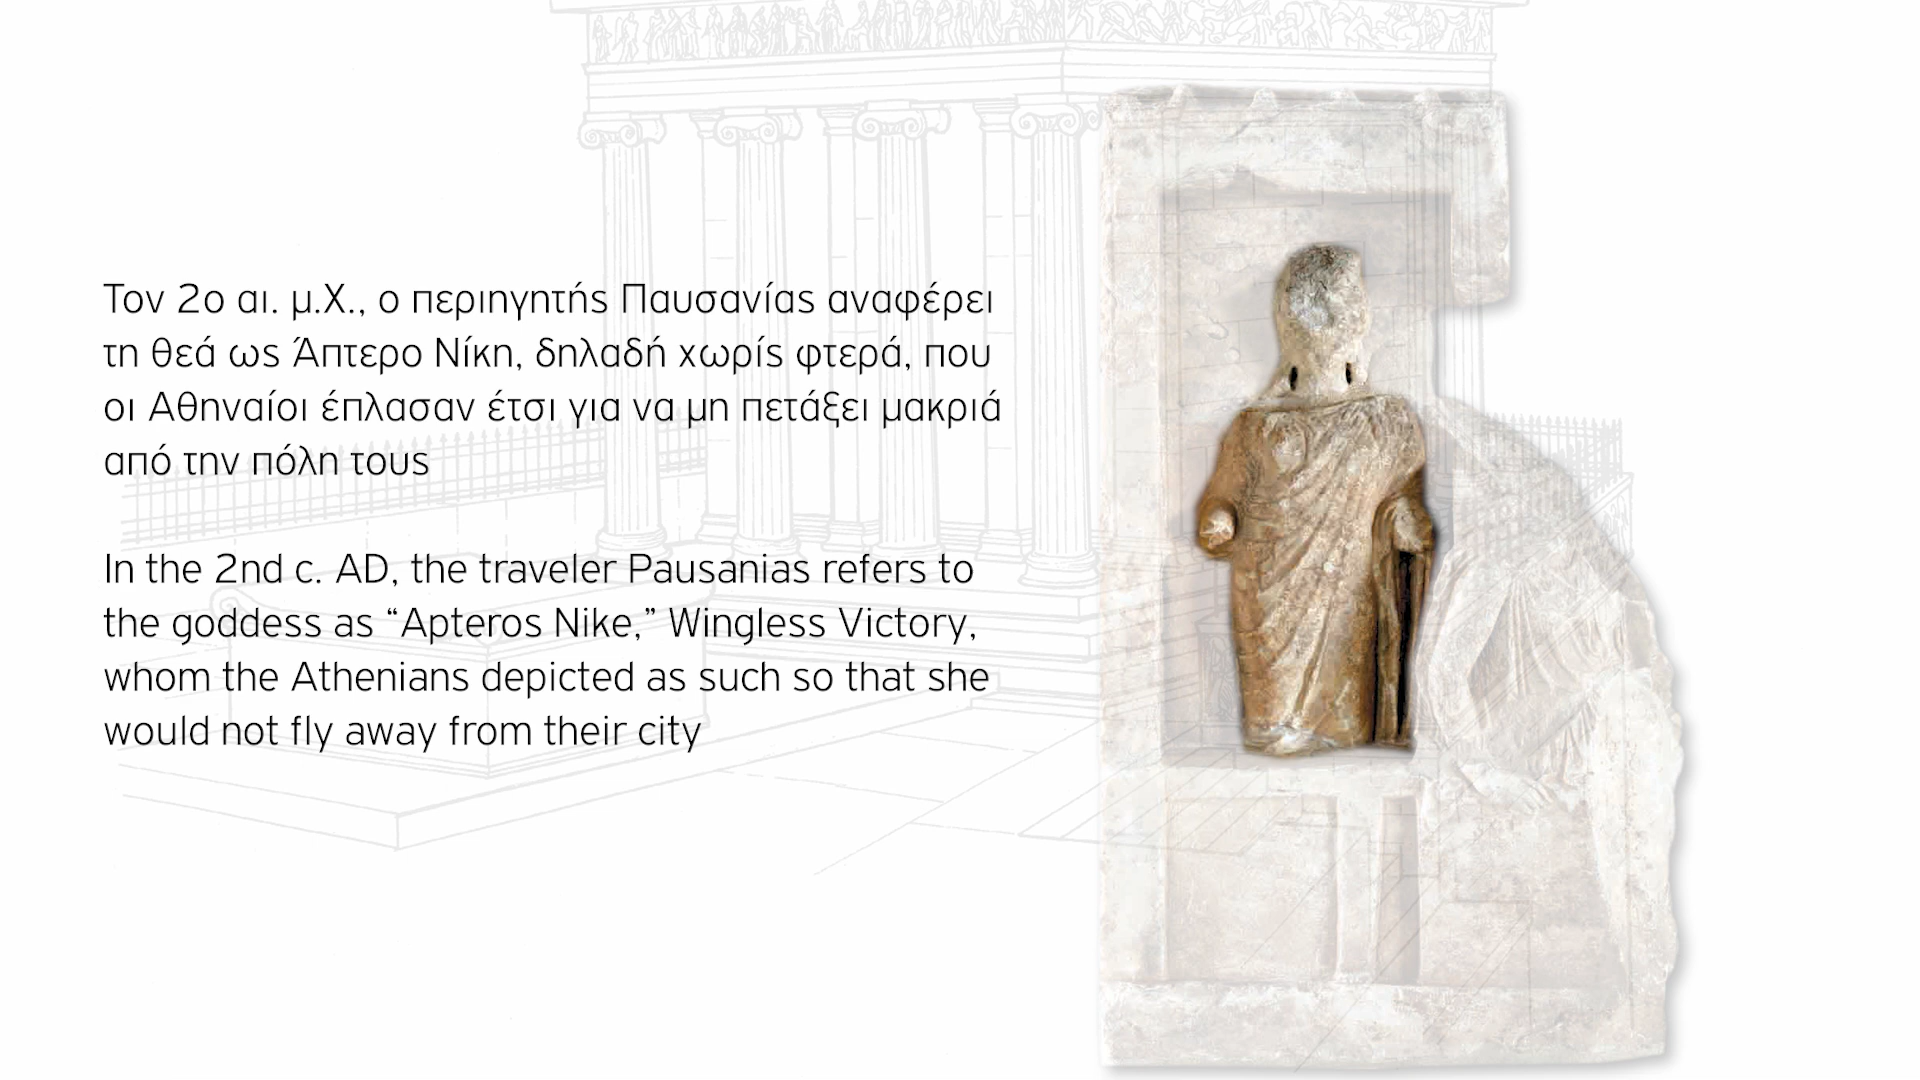 Τον 2ο αι. μ.Χ., ο περιηγητής Παυσανίας αναφέρει
τη θεά ως Άπτερο Νίκη, δηλαδή χωρίς φτερά, που
οι Αθηναίοι έπλασαν έτσι για να μη πετάξει μακριά
από την πόλη τους
In the 2nd c. AD, the traveler Pausanias refers to
the goddess as “Apteros Nike,” Wingless Victory,
whom the Athenians depicted as such so that she
would not fly away from their city